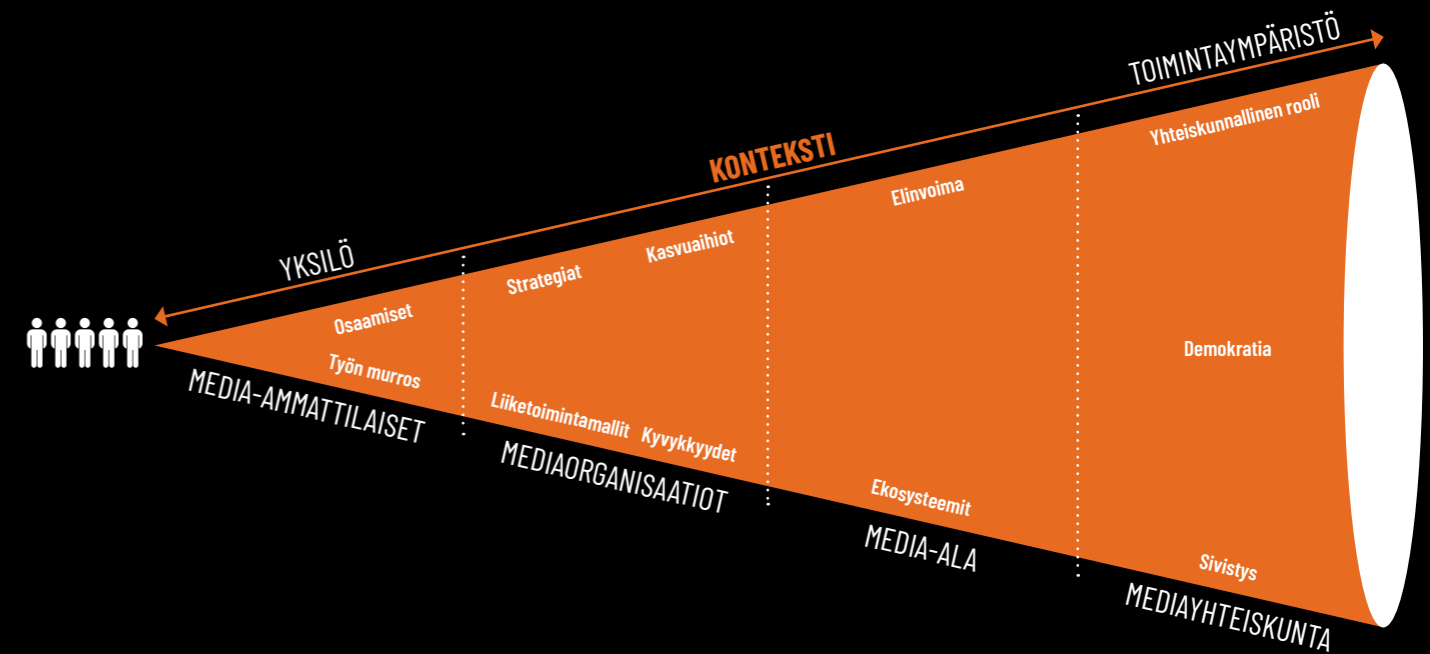 YKSILÖ
KONTEKSTI
TOIMINTAYMPÄRISTÖ
Osaamiset
Työn murros
MEDIA-AMMATTILAISET
Strategiat
Kasvuaihiot
Liiketoimintamallit
Kyvykkyydet
MEDIAORGANISAATIOT
Elinvoima
Ekosysteemit
MEDIA-ALA
Yhteiskunnallinen rooli
Demokratia
Sivistys
MEDIAYHTEISKUNTA